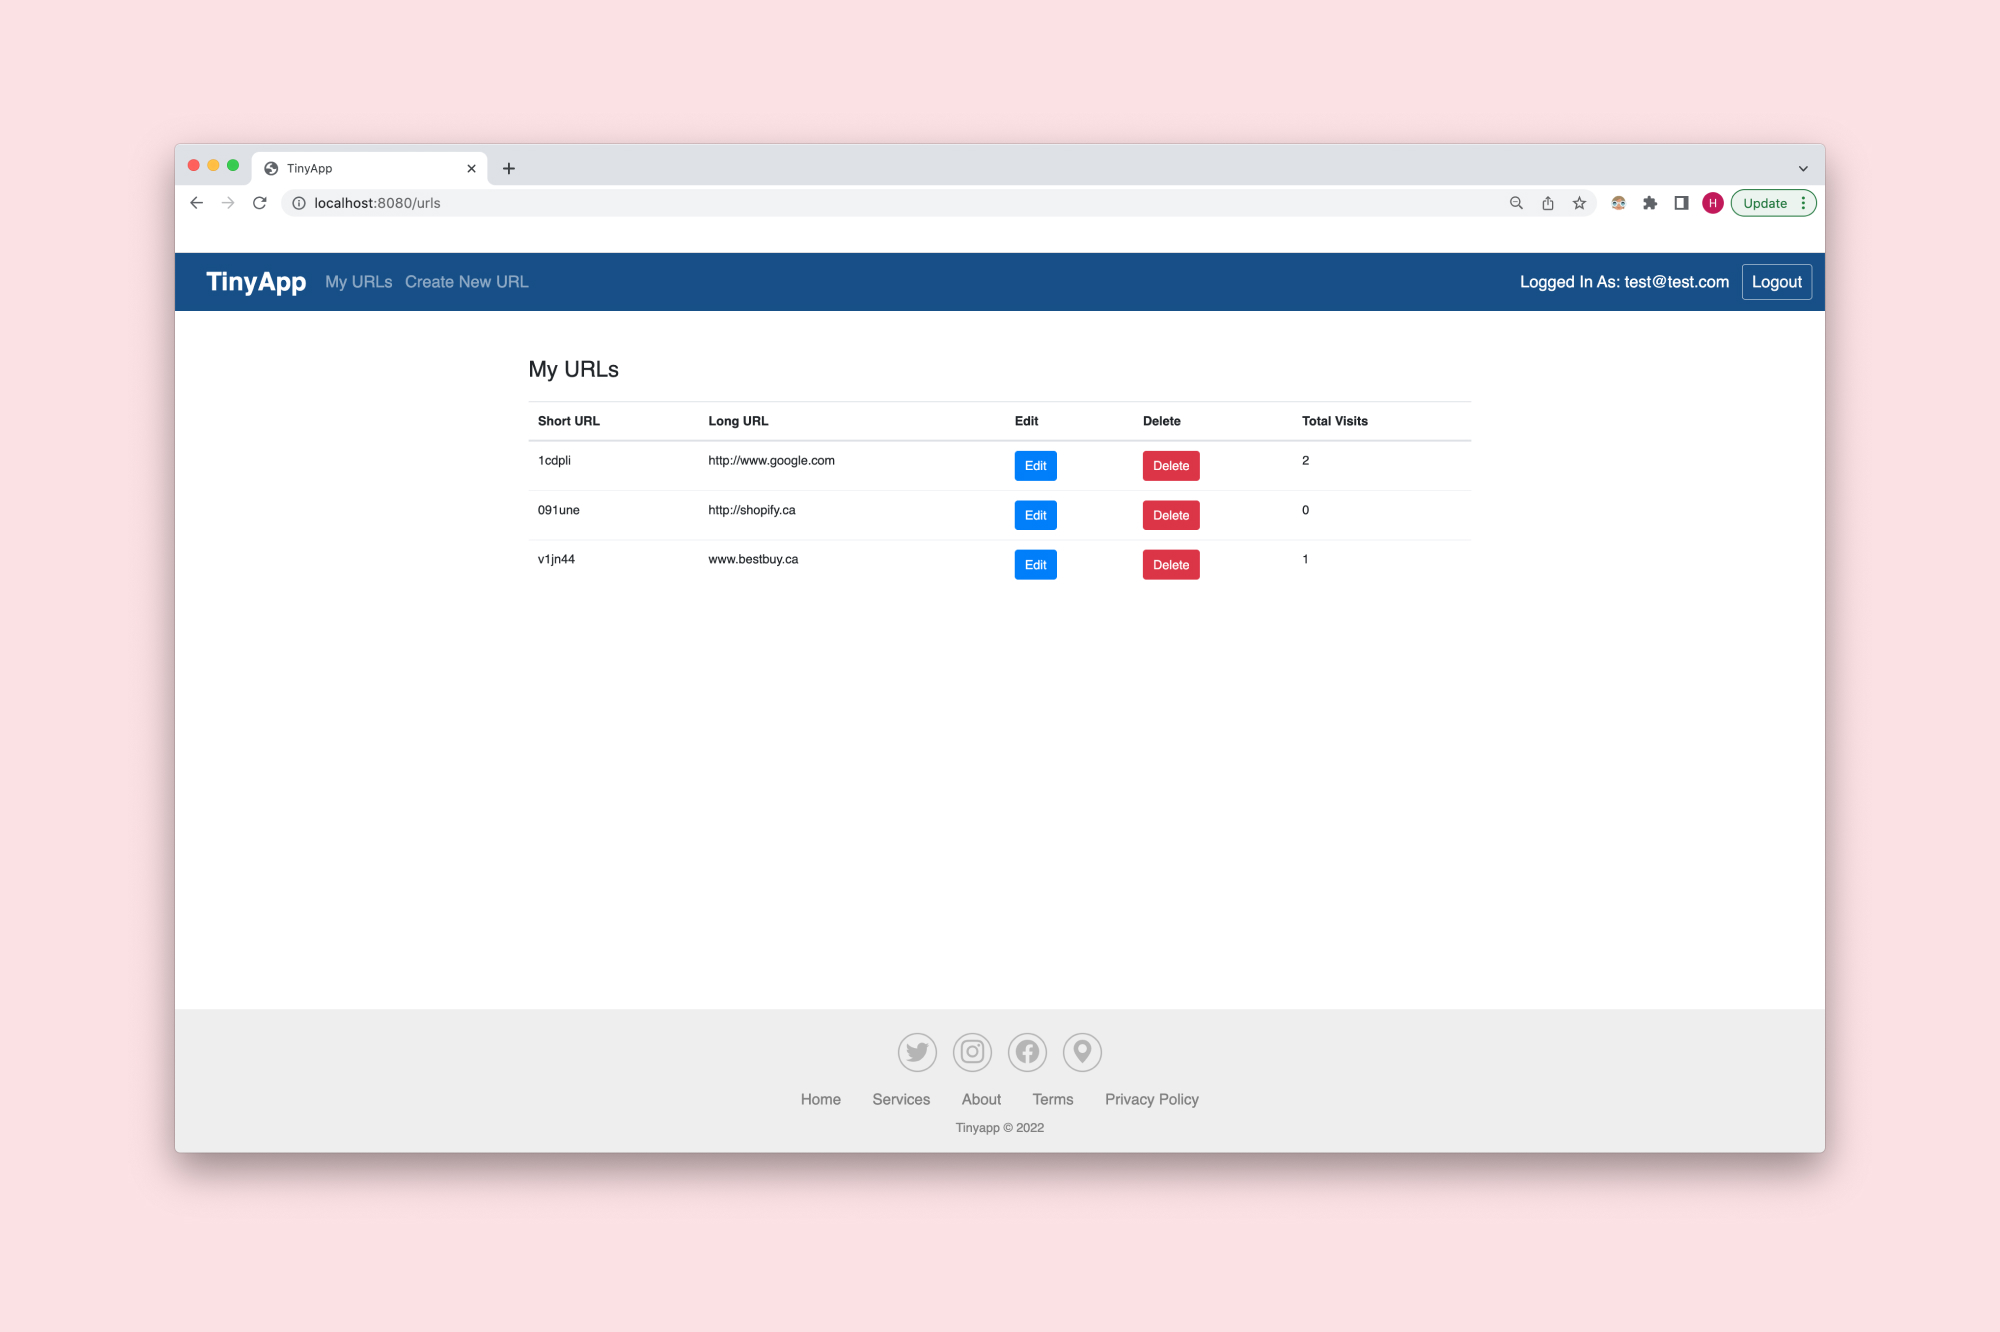 TinyApp
localhost:8080/urls
H
Update
TinyApp My URLs Create New URL Logged In As: test@test.com Logout
My URLs
Short URL Long URL Edit Delete Total Visits
1cdpli http://www.google.com Edit Delete 2
091une http://shopify.ca Edit Delete 0
v1jn44 www.bestbuy.ca Edit Delete 1
Home Services About Terms Privacy Policy
Tinyapp © 2022